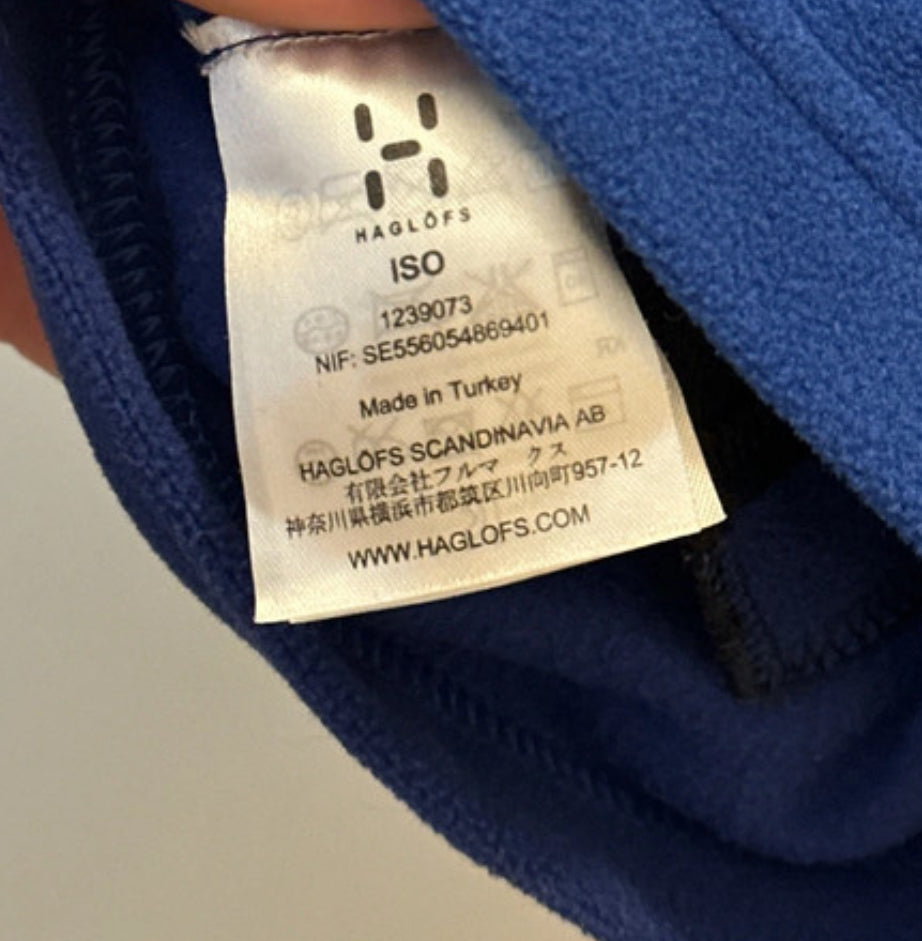 HAGLÖFS
ISO
1239073
NIF: SE556054869401
Made in Turkey
HAGLÖFS SCANDINAVIA AB
有限会社フルマ クス
神奈川県横浜市都筑区川向町957-12
WWW.HAGLOFS.COM